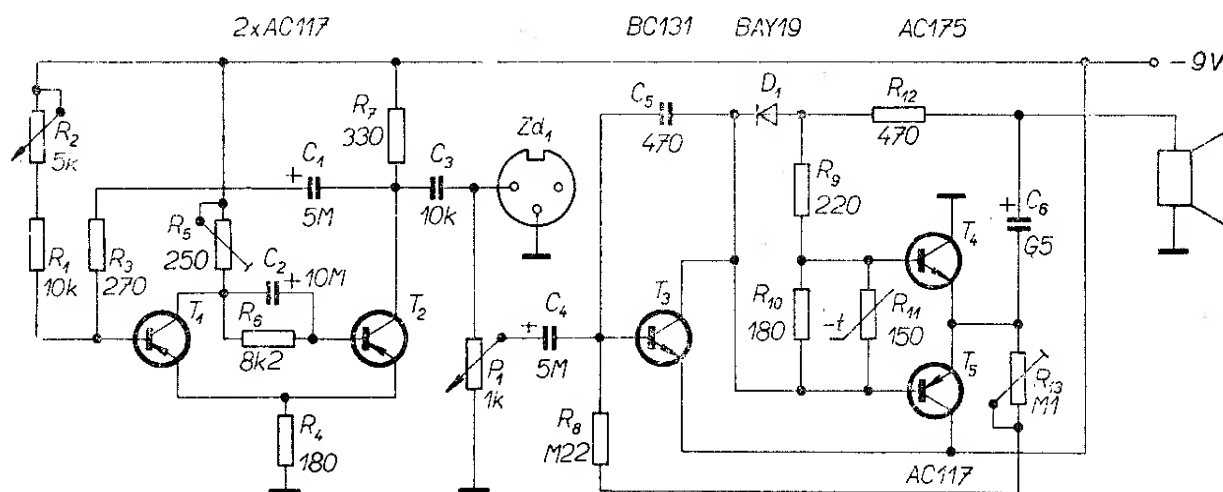 2xAC117
BC131
BAY19
AC175
-9V
R2
5k
R7
330
Zd1
C5
470
D1
R12
470
C1
+
5M
C3
10k
R9
220
C6
+
G5
R1
10k
R3
270
R5
250
C2
+10M
T1
R6
8k2
T2
C4
+
5M
T3
T4
R10
180
-t
R11
150
P1
1k
T5
R13
M1
R4
180
R8
M22
AC117